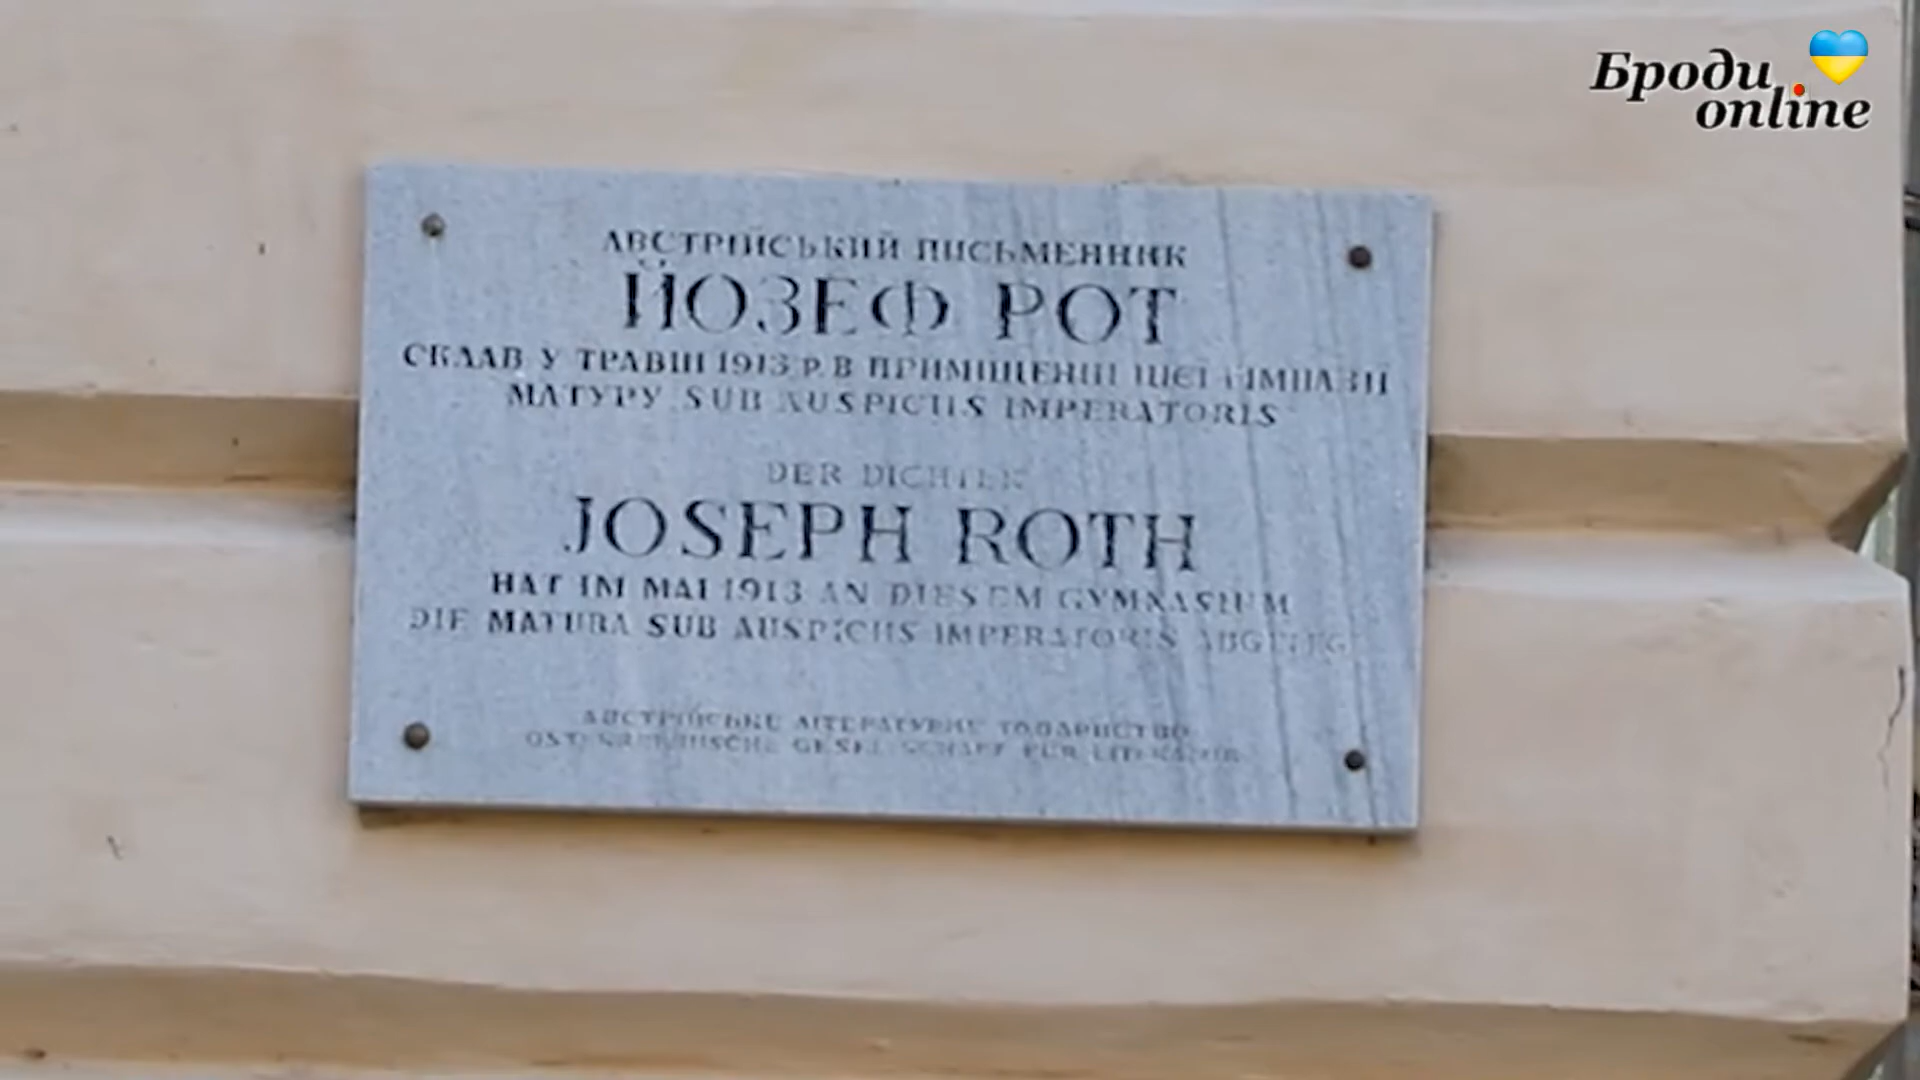 Броди
online
АВСТРІЙСЬКИЙ ПИСЬМЕННИК
ЙОЗЕФ РОТ
СКЛАВ У ТРАВНІ 1913 Р. В ПРИМІЩЕННІ ЦІЄЇ ГІМНАЗІЇ
МАТУРУ SUB AUSPICIIS IMPERATORIS
DER DICHTER
JOSEPH ROTH
HAT IM MAI 1913 AN DIESEM GYMNASIUM
DIE MATURA SUB AUSPICIIS IMPERATORIS ABGELEGT
АВСТРІЙСЬКЕ ЛІТЕРАТУРНЕ ТОВАРИСТВО
ÖSTERREICHISCHE GESELLSCHAFT FÜR LITERATUR